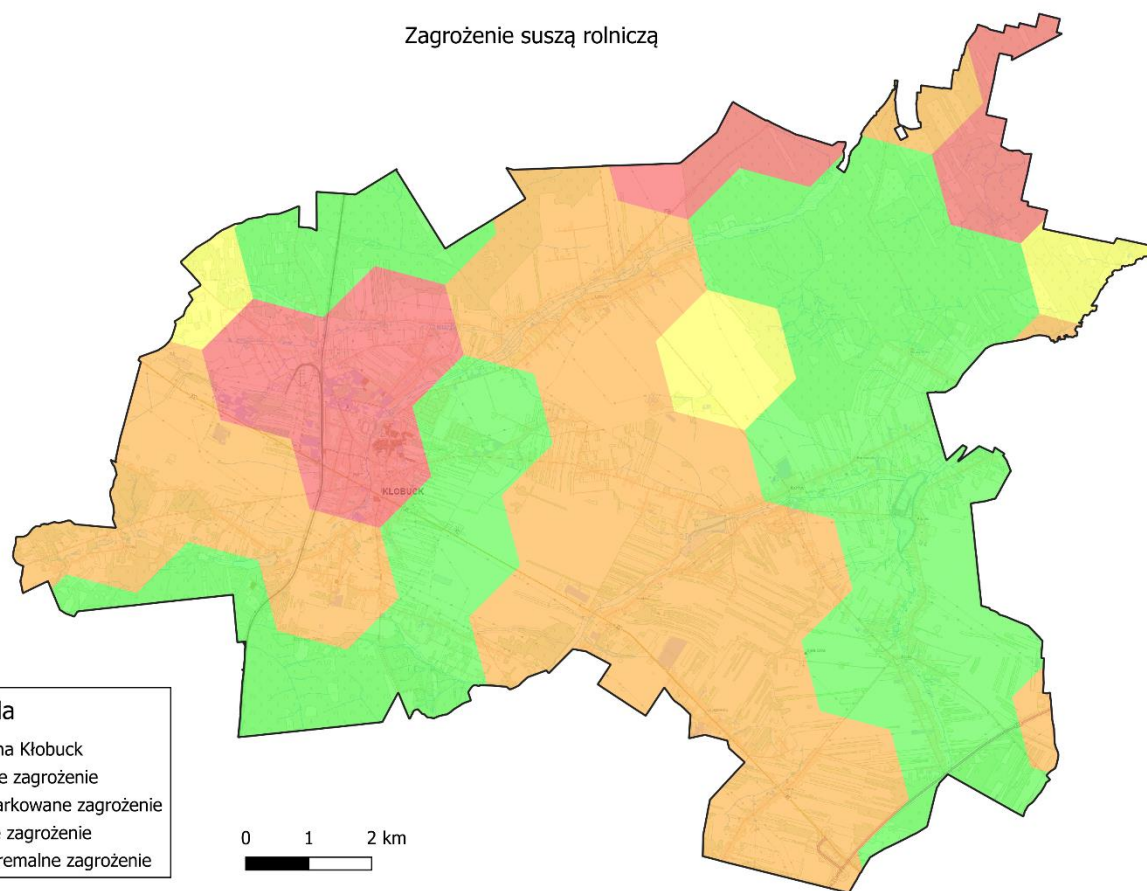 Zagrożenie suszą rolniczą
KŁOBUCK
la
na Kłobuck
e zagrożenie
arkowane zagrożenie
e zagrożenie
remalne zagrożenie
0 1 2 km